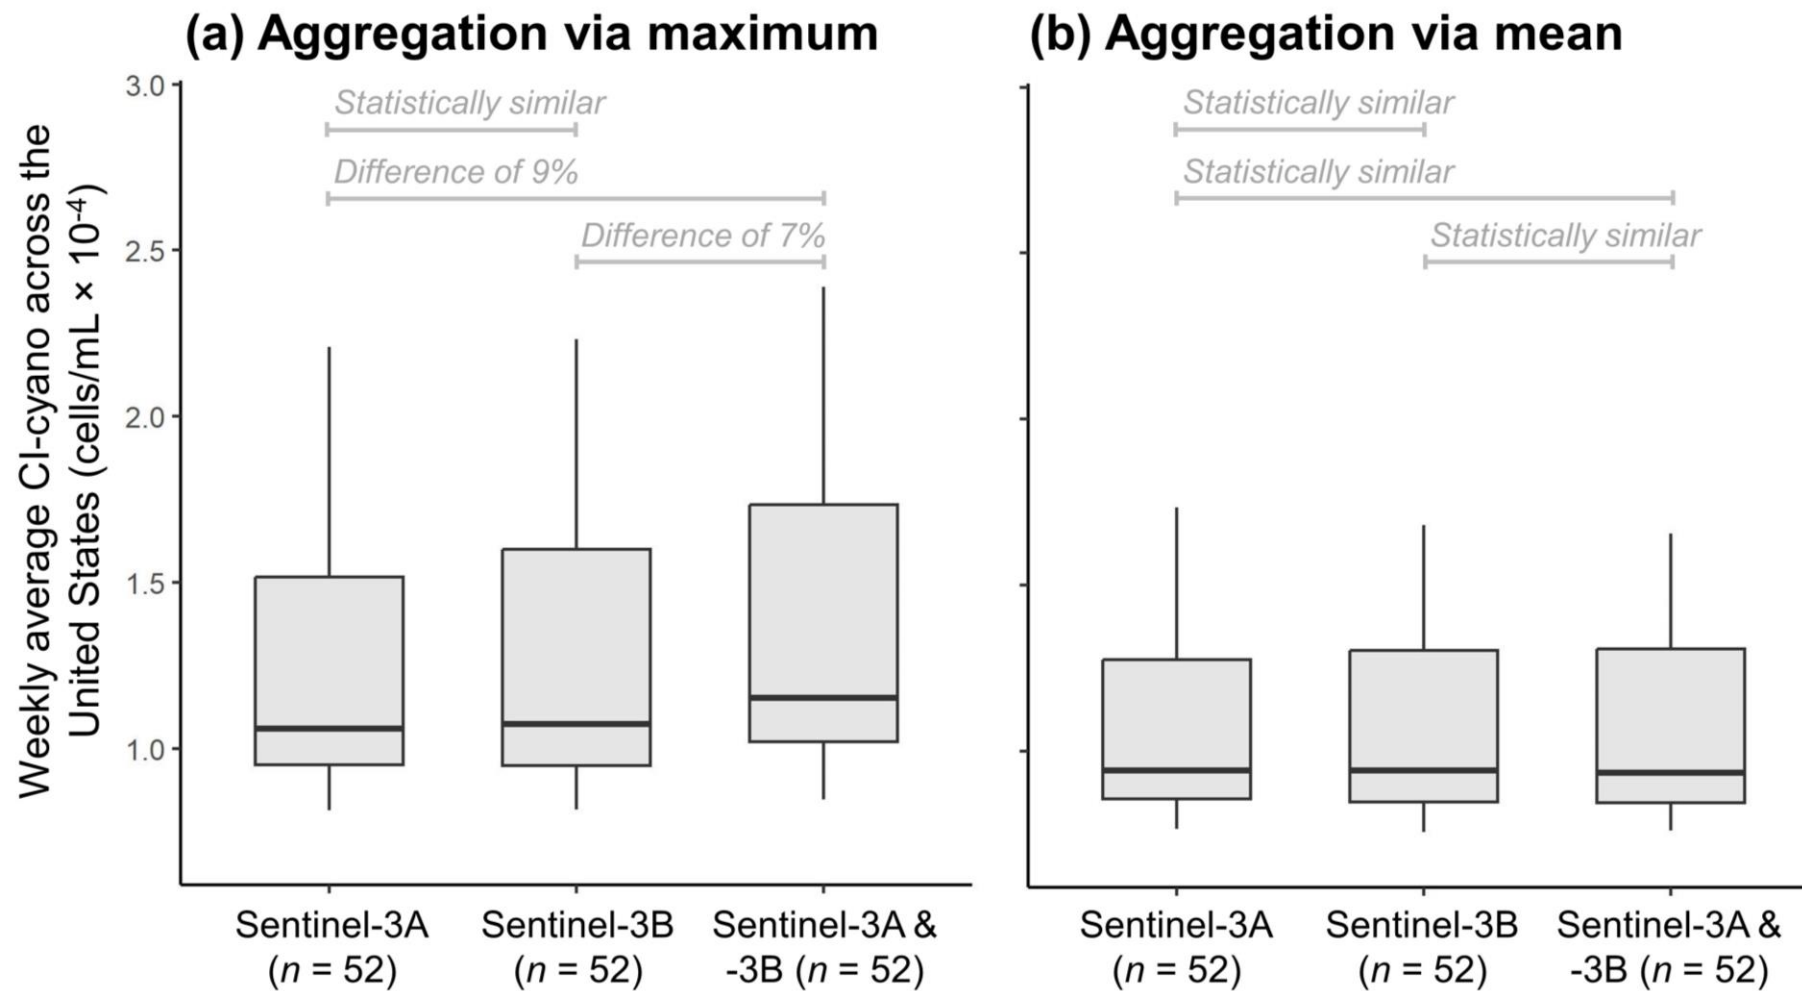 (a) Aggregation via maximum
(b) Aggregation via mean
Weekly average CI-cyano across the
United States (cells/mL × 10-4)
3.0
2.5
2.0
1.5
1.0
Statistically similar
Difference of 9%
Difference of 7%
Statistically similar
Statistically similar
Statistically similar
Sentinel-3A
(n = 52)
Sentinel-3B
(n = 52)
Sentinel-3A &
-3B (n = 52)
Sentinel-3A
(n = 52)
Sentinel-3B
(n = 52)
Sentinel-3A &
-3B (n = 52)